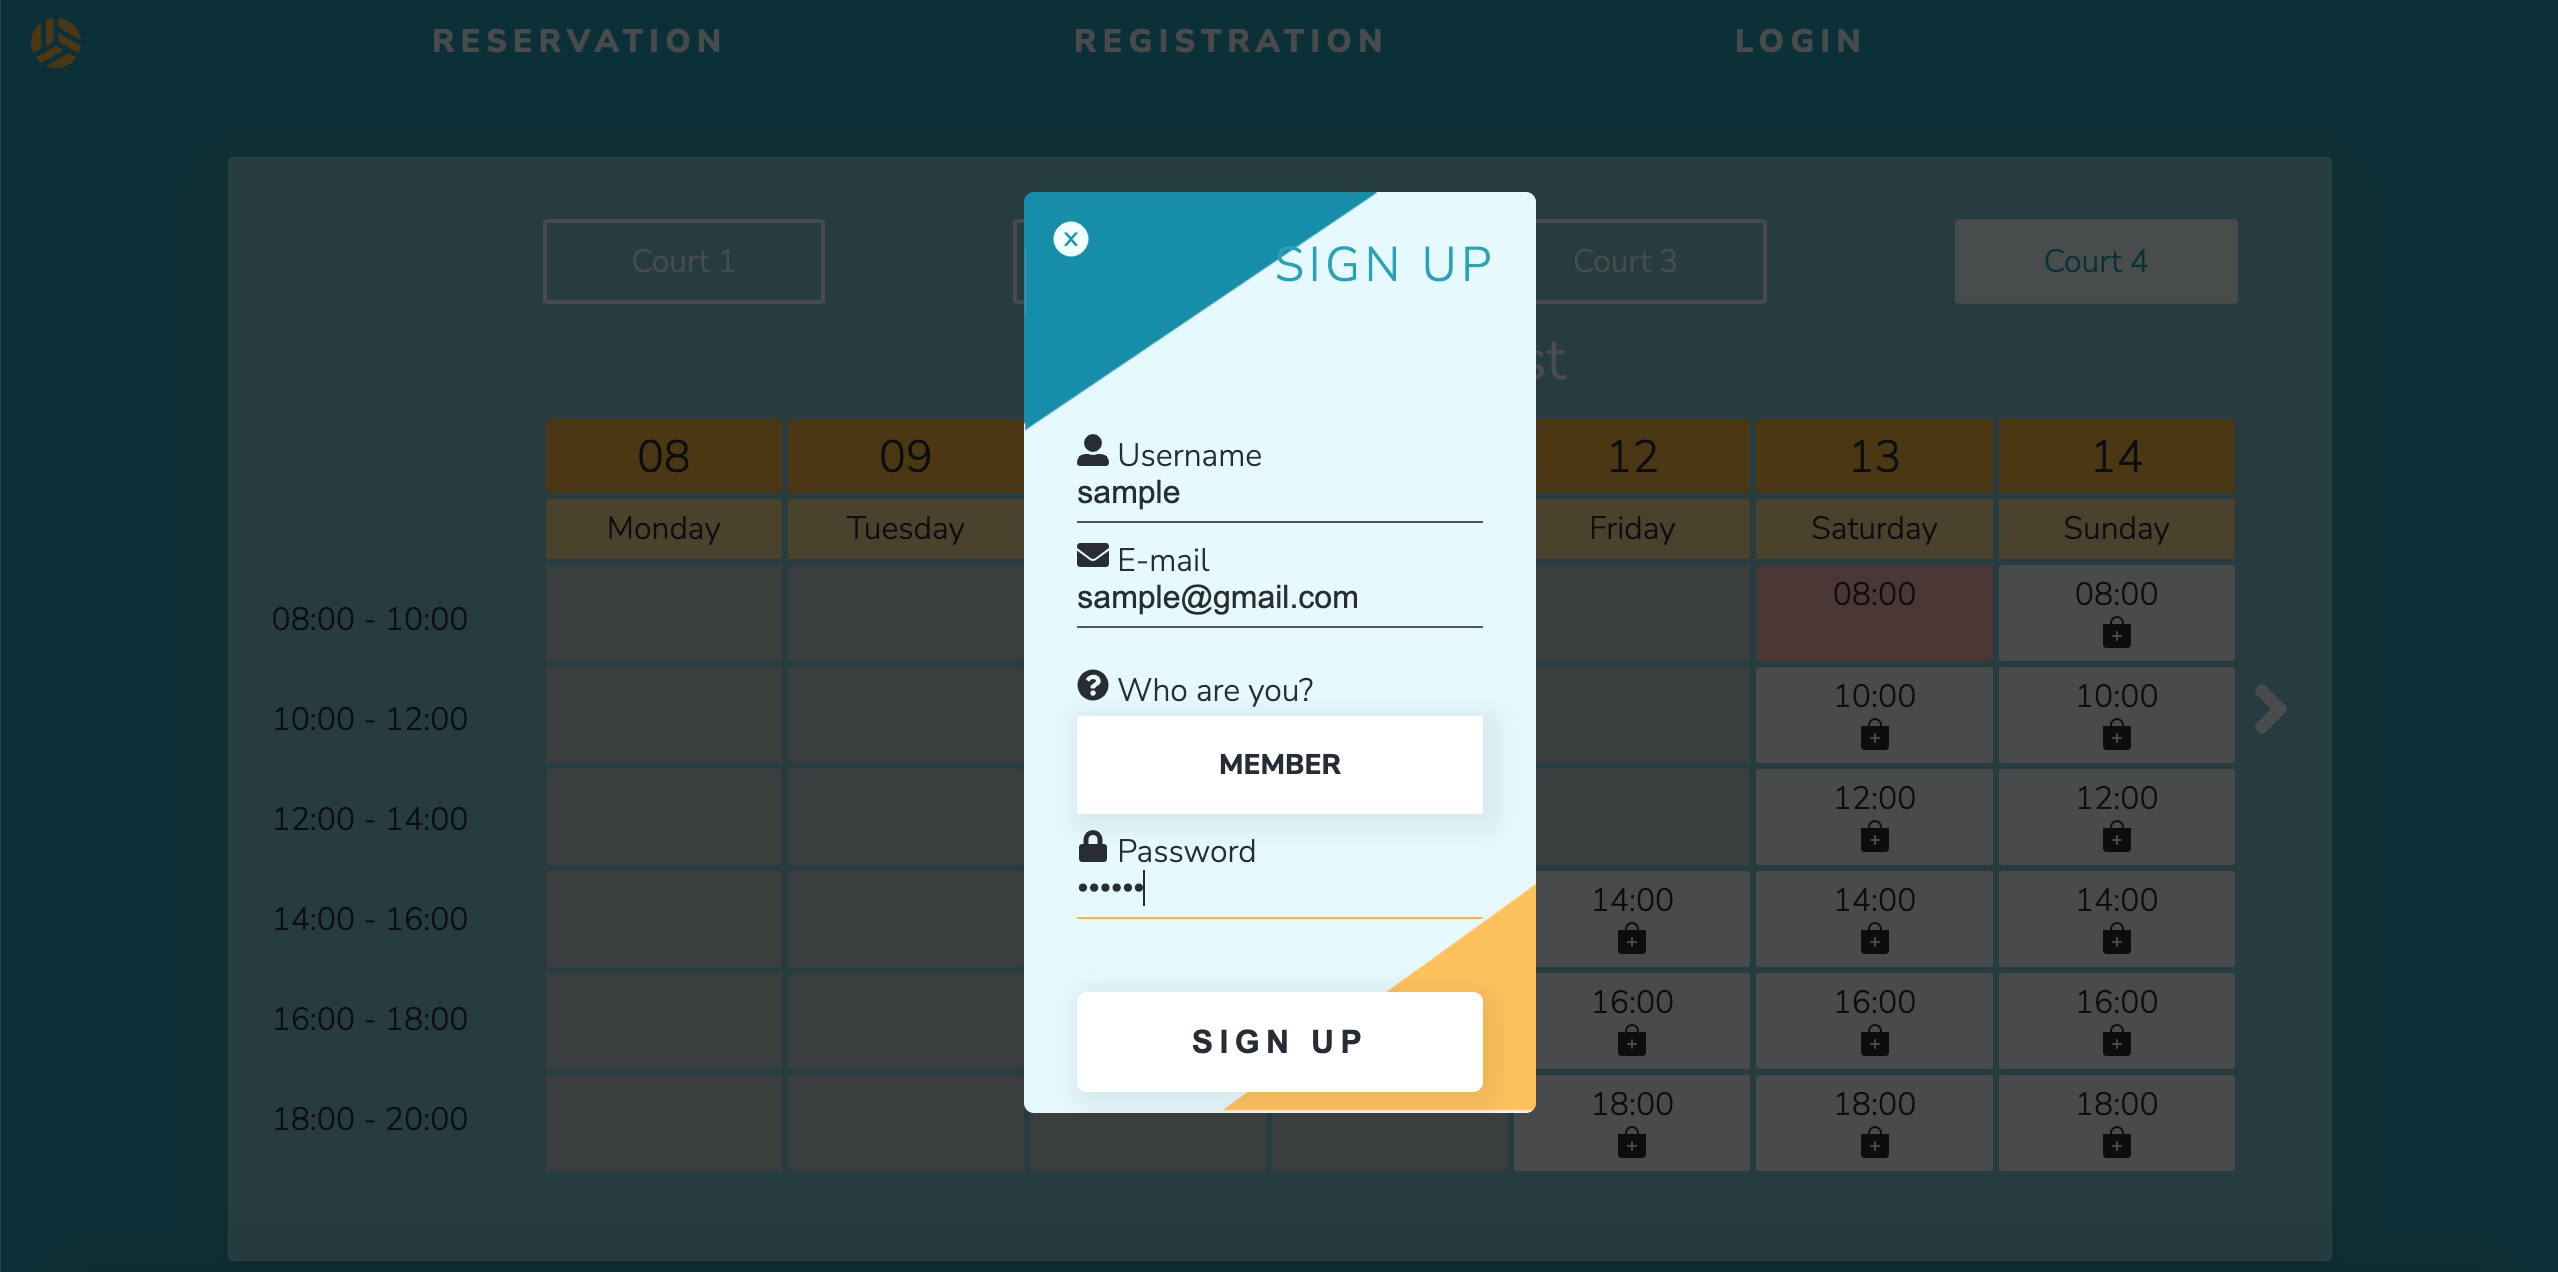 RESERVATION REGISTRATION LOGIN
Court 1 Court 3 Court 4
x
SIGN UP
08 09 12 13 14
Monday Tuesday Friday Saturday Sunday
Username
sample
E-mail
sample@gmail.com
Who are you?
MEMBER
Password
••••••
SIGN UP
08:00 - 10:00 08:00 08:00
10:00 - 12:00 10:00 10:00
12:00 - 14:00 12:00 12:00
14:00 - 16:00 14:00 14:00 14:00
16:00 - 18:00 16:00 16:00 16:00
18:00 - 20:00 18:00 18:00 18:00